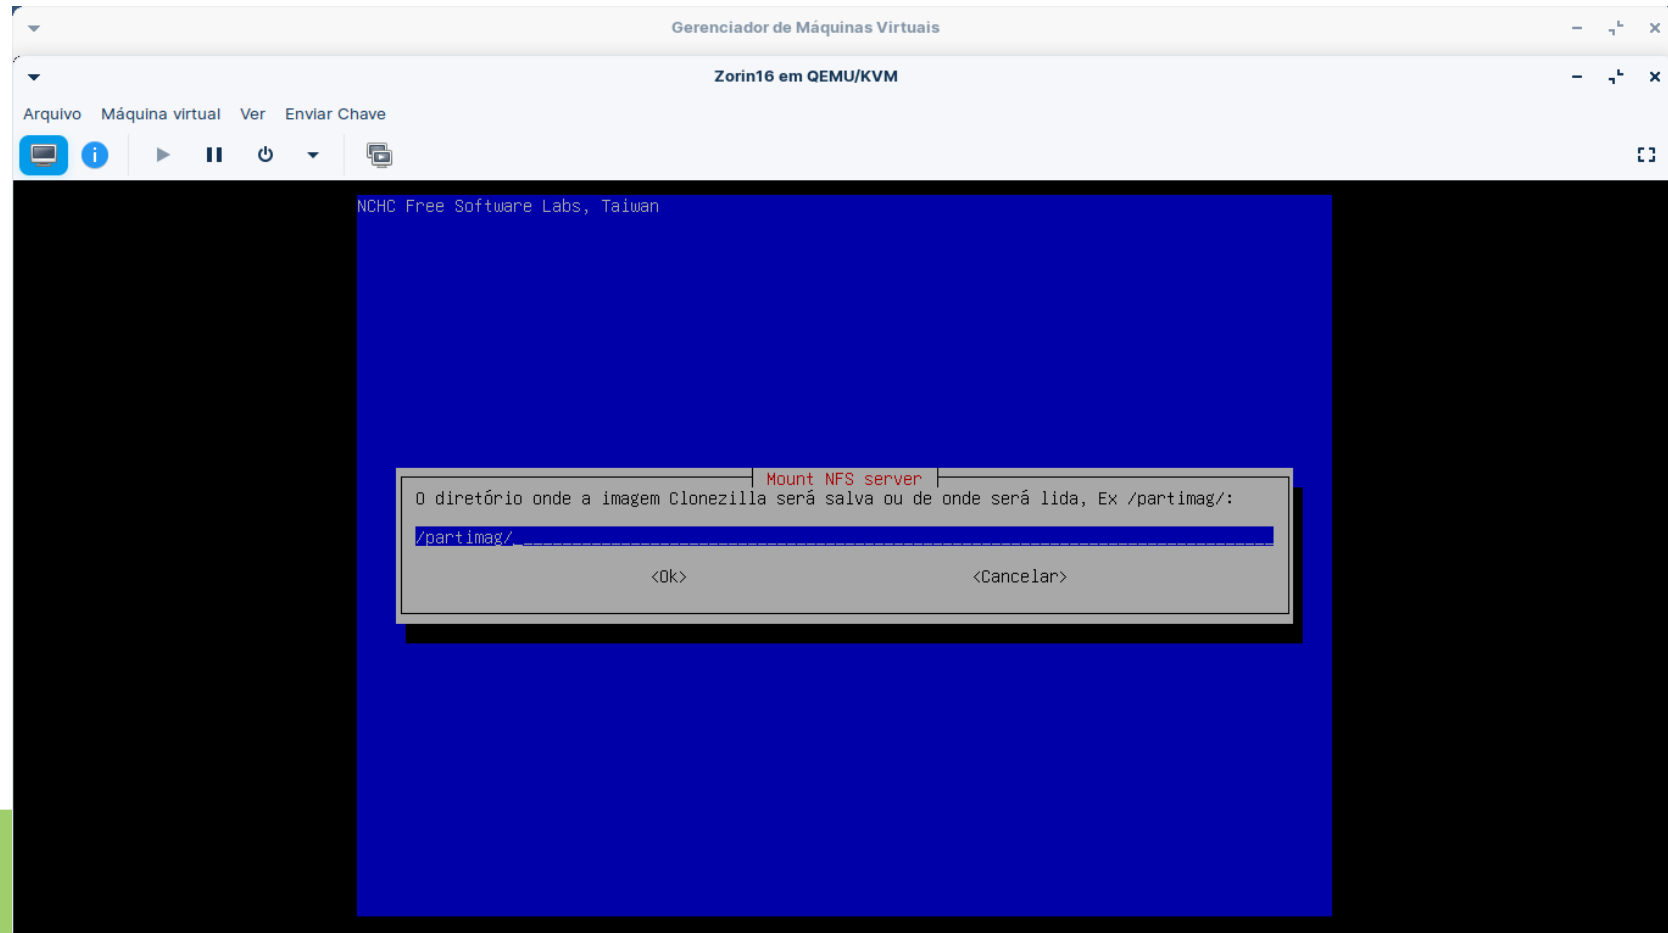 Gerenciador de Máquinas Virtuais
Zorin16 em QEMU/KVM
Arquivo Máquina virtual Ver Enviar Chave
NCHC Free Software Labs, Taiwan
Mount NFS server
O diretório onde a imagem Clonezilla será salva ou de onde será lida, Ex /partimag/:
/partimag/
<Ok> <Cancelar>